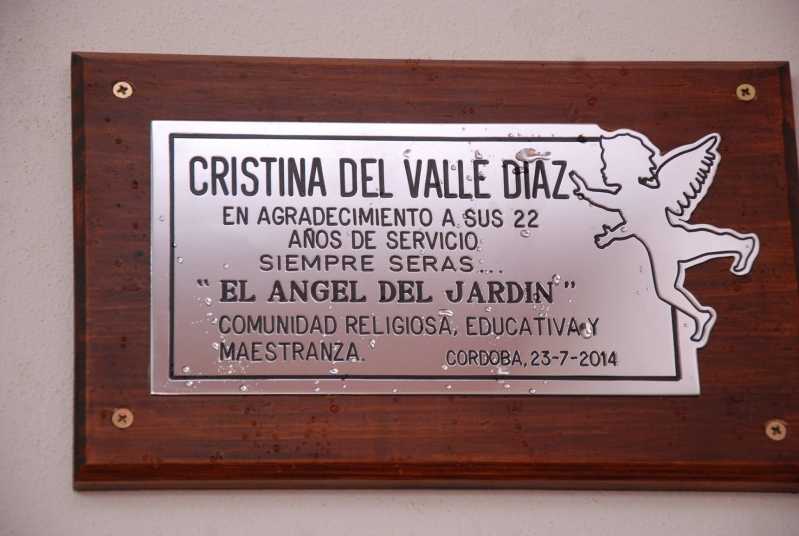 CRISTINA DEL VALLE DIAZ
EN AGRADECIMIENTO A SUS 22
AÑOS DE SERVICIO
SIEMPRE SERAS....
"EL ANGEL DEL JARDIN"
COMUNIDAD RELIGIOSA, EDUCATIVA Y
MAESTRANZA. CORDOBA, 23-7-2014